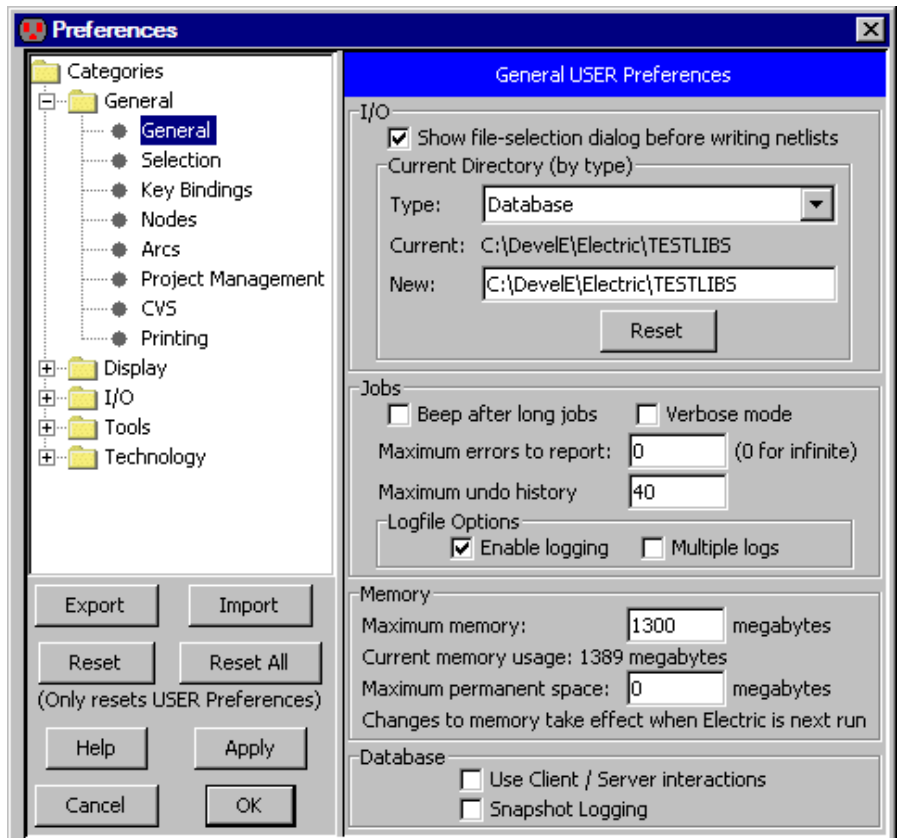 Preferences
Categories
General
General
Selection
Key Bindings
Nodes
Arcs
Project Management
CVS
Printing
Display
I/O
Tools
Technology
Export Import
Reset Reset All
(Only resets USER Preferences)
Help Apply
Cancel OK
General USER Preferences
I/O
Show file-selection dialog before writing netlists
Current Directory (by type)
Type: Database
Current: C:\DevelE\Electric\TESTLIBS
New: C:\DevelE\Electric\TESTLIBS
Reset
Jobs
Beep after long jobs Verbose mode
Maximum errors to report: 0 (0 for infinite)
Maximum undo history 40
Logfile Options
Enable logging Multiple logs
Memory
Maximum memory: 1300 megabytes
Current memory usage: 1389 megabytes
Maximum permanent space: 0 megabytes
Changes to memory take effect when Electric is next run
Database
Use Client / Server interactions
Snapshot Logging